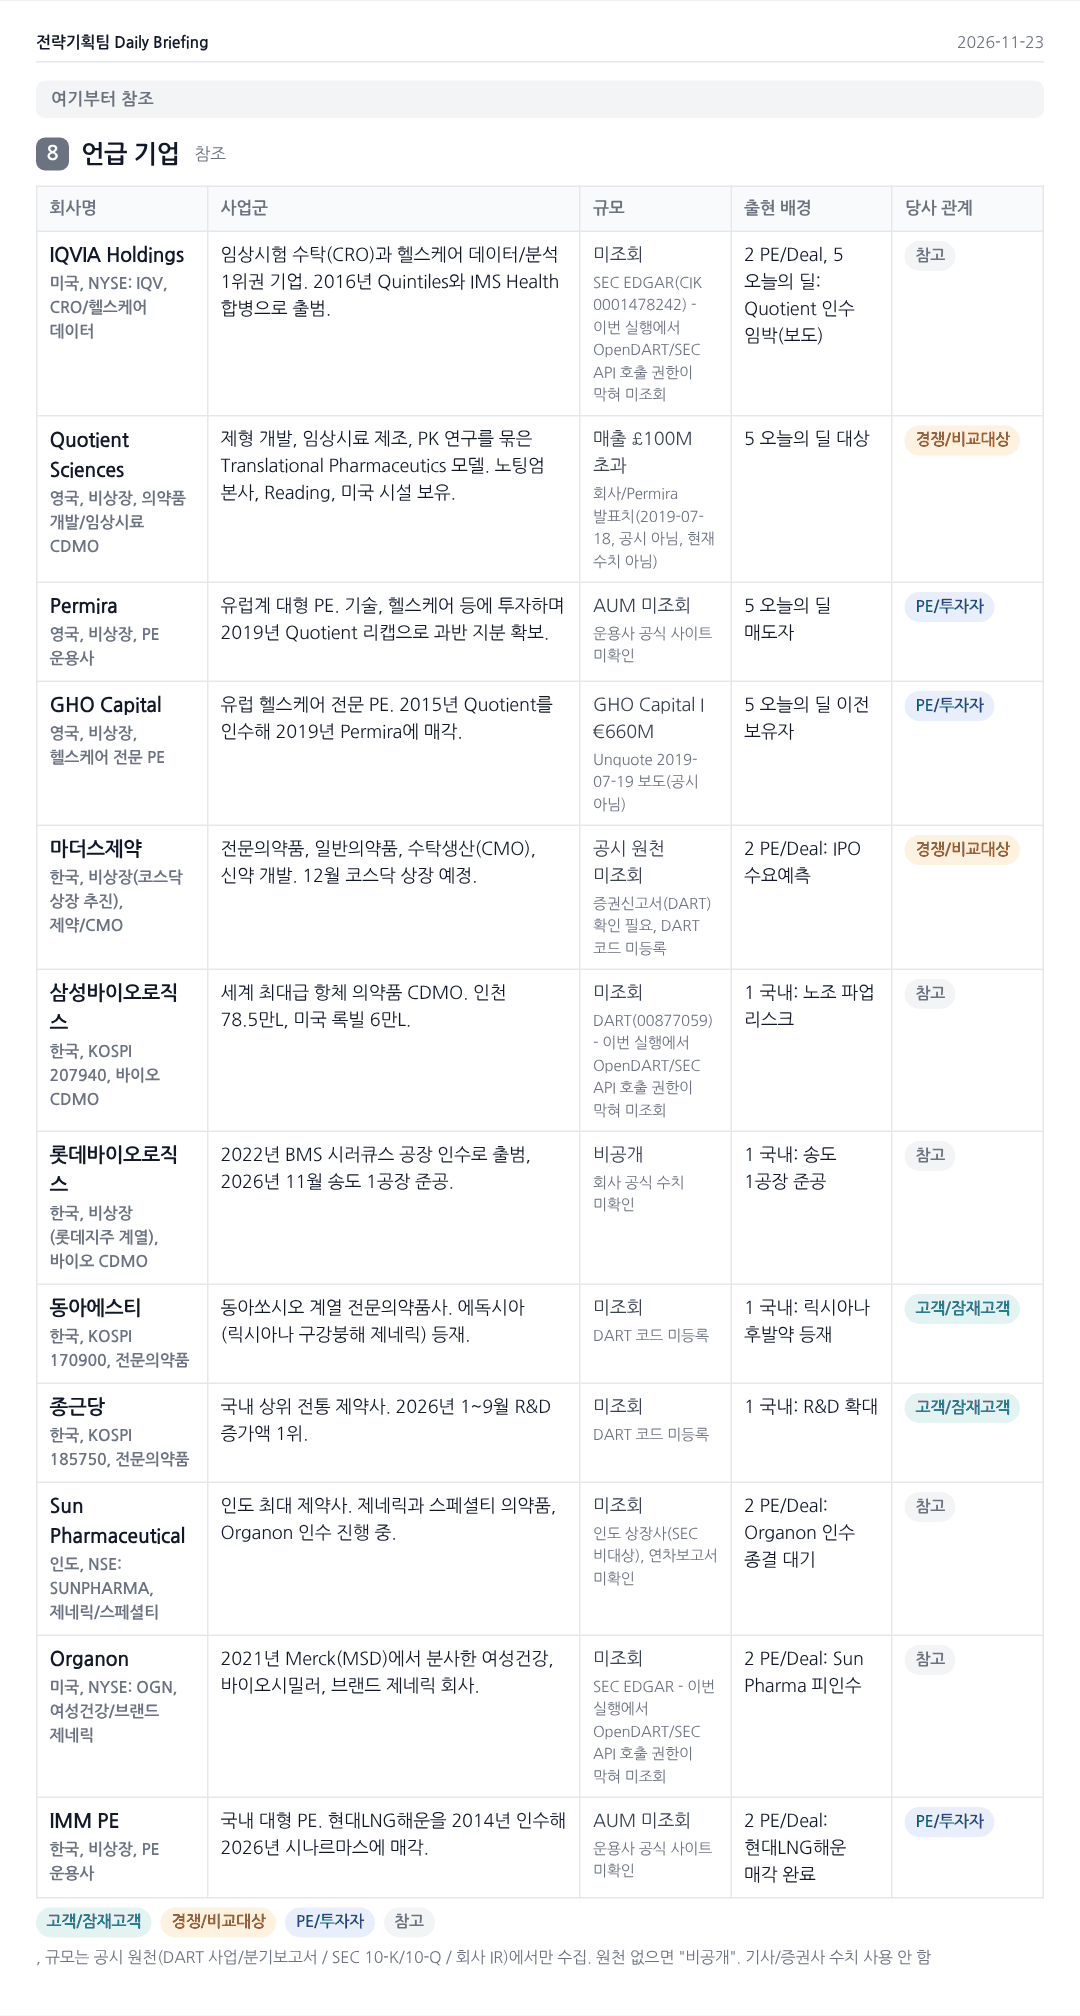 전략기획팀 Daily Briefing
2026-11-23
여기부터 참조
8 언급 기업 참조
회사명
사업군
규모
출현 배경
당사 관계
IQVIA Holdings
미국, NYSE: IQV,
CRO/헬스케어
데이터
임상시험 수탁(CRO)과 헬스케어 데이터/분석
1위권 기업. 2016년 Quintiles와 IMS Health
합병으로 출범.
미조회
SEC EDGAR(CIK
0001478242) -
이번 실행에서
OpenDART/SEC
API 호출 권한이
막혀 미조회
2 PE/Deal, 5
오늘의 딜:
Quotient 인수
임박(보도)
참고
Quotient
Sciences
영국, 비상장, 의약품
개발/임상시료
CDMO
제형 개발, 임상시료 제조, PK 연구를 묶은
Translational Pharmaceutics 모델. 노팅엄
본사, Reading, 미국 시설 보유.
매출 £100M
초과
회사/Permira
발표치(2019-07-
18, 공시 아님, 현재
수치 아님)
5 오늘의 딜 대상
경쟁/비교대상
Permira
영국, 비상장, PE
운용사
유럽계 대형 PE. 기술, 헬스케어 등에 투자하며
2019년 Quotient 리캡으로 과반 지분 확보.
AUM 미조회
운용사 공식 사이트
미확인
5 오늘의 딜
매도자
PE/투자자
GHO Capital
영국, 비상장,
헬스케어 전문 PE
유럽 헬스케어 전문 PE. 2015년 Quotient를
인수해 2019년 Permira에 매각.
GHO Capital I
€660M
Unquote 2019-
07-19 보도(공시
아님)
5 오늘의 딜 이전
보유자
PE/투자자
마더스제약
한국, 비상장(코스닥
상장 추진),
제약/CMO
전문의약품, 일반의약품, 수탁생산(CMO),
신약 개발. 12월 코스닥 상장 예정.
공시 원천
미조회
증권신고서(DART)
확인 필요, DART
코드 미등록
2 PE/Deal: IPO
수요예측
경쟁/비교대상
삼성바이오로직
스
한국, KOSPI
207940, 바이오
CDMO
세계 최대급 항체 의약품 CDMO. 인천
78.5만L, 미국 록빌 6만L.
미조회
DART(00877059)
- 이번 실행에서
OpenDART/SEC
API 호출 권한이
막혀 미조회
1 국내: 노조 파업
리스크
참고
롯데바이오로직
스
한국, 비상장
(롯데지주 계열),
바이오 CDMO
2022년 BMS 시러큐스 공장 인수로 출범,
2026년 11월 송도 1공장 준공.
비공개
회사 공식 수치
미확인
1 국내: 송도
1공장 준공
참고
동아에스티
한국, KOSPI
170900, 전문의약품
동아쏘시오 계열 전문의약품사. 에독시아
(릭시아나 구강붕해 제네릭) 등재.
미조회
DART 코드 미등록
1 국내: 릭시아나
후발약 등재
고객/잠재고객
종근당
한국, KOSPI
185750, 전문의약품
국내 상위 전통 제약사. 2026년 1~9월 R&D
증가액 1위.
미조회
DART 코드 미등록
1 국내: R&D 확대
고객/잠재고객
Sun
Pharmaceutical
인도, NSE:
SUNPHARMA,
제네릭/스페셜티
인도 최대 제약사. 제네릭과 스페셜티 의약품,
Organon 인수 진행 중.
미조회
인도 상장사(SEC
비대상), 연차보고서
미확인
2 PE/Deal:
Organon 인수
종결 대기
참고
Organon
미국, NYSE: OGN,
여성건강/브랜드
제네릭
2021년 Merck(MSD)에서 분사한 여성건강,
바이오시밀러, 브랜드 제네릭 회사.
미조회
SEC EDGAR - 이번
실행에서
OpenDART/SEC
API 호출 권한이
막혀 미조회
2 PE/Deal: Sun
Pharma 피인수
참고
IMM PE
한국, 비상장, PE
운용사
국내 대형 PE. 현대LNG해운을 2014년 인수해
2026년 시나르마스에 매각.
AUM 미조회
운용사 공식 사이트
미확인
2 PE/Deal:
현대LNG해운
매각 완료
PE/투자자
고객/잠재고객 경쟁/비교대상 PE/투자자 참고
, 규모는 공시 원천(DART 사업/분기보고서 / SEC 10-K/10-Q / 회사 IR)에서만 수집. 원천 없으면 "비공개". 기사/증권사 수치 사용 안 함